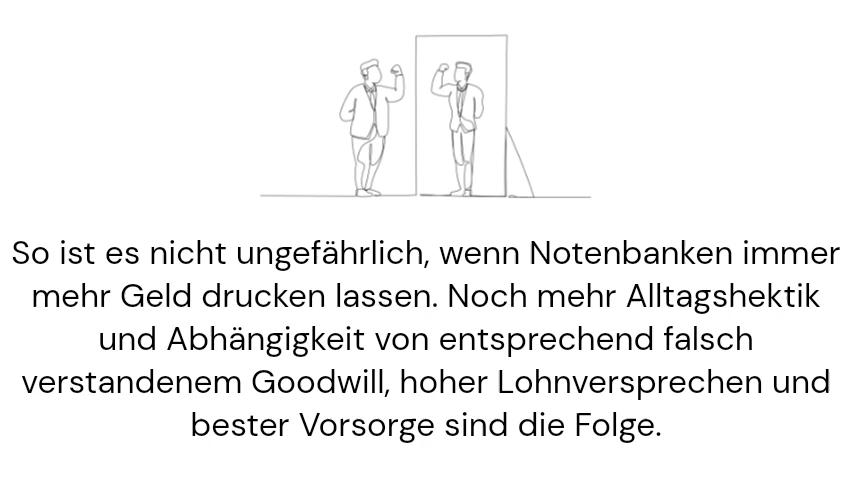 So ist es nicht ungefährlich, wenn Notenbanken immer
mehr Geld drucken lassen. Noch mehr Alltagshektik
und Abhängigkeit von entsprechend falsch
verstandenem Goodwill, hoher Lohnversprechen und
bester Vorsorge sind die Folge.